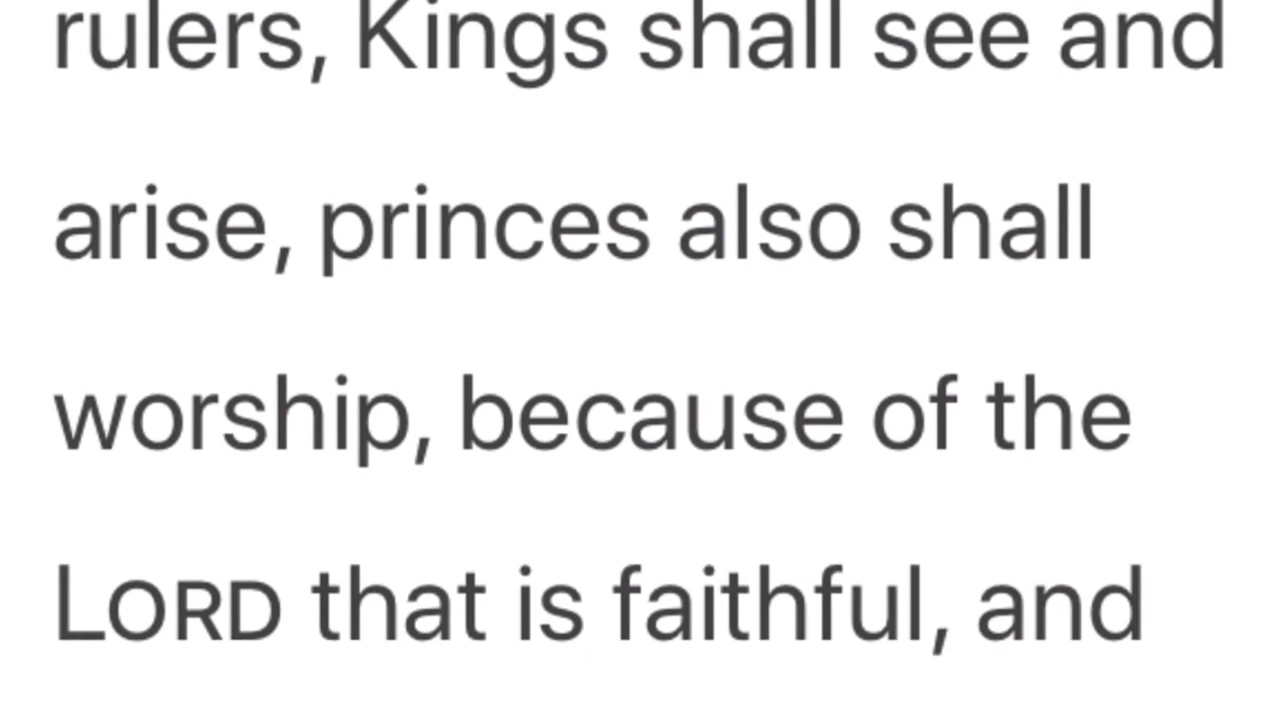 rulers, Kings shall see and
arise, princes also shall
worship, because of the
LORD that is faithful, and